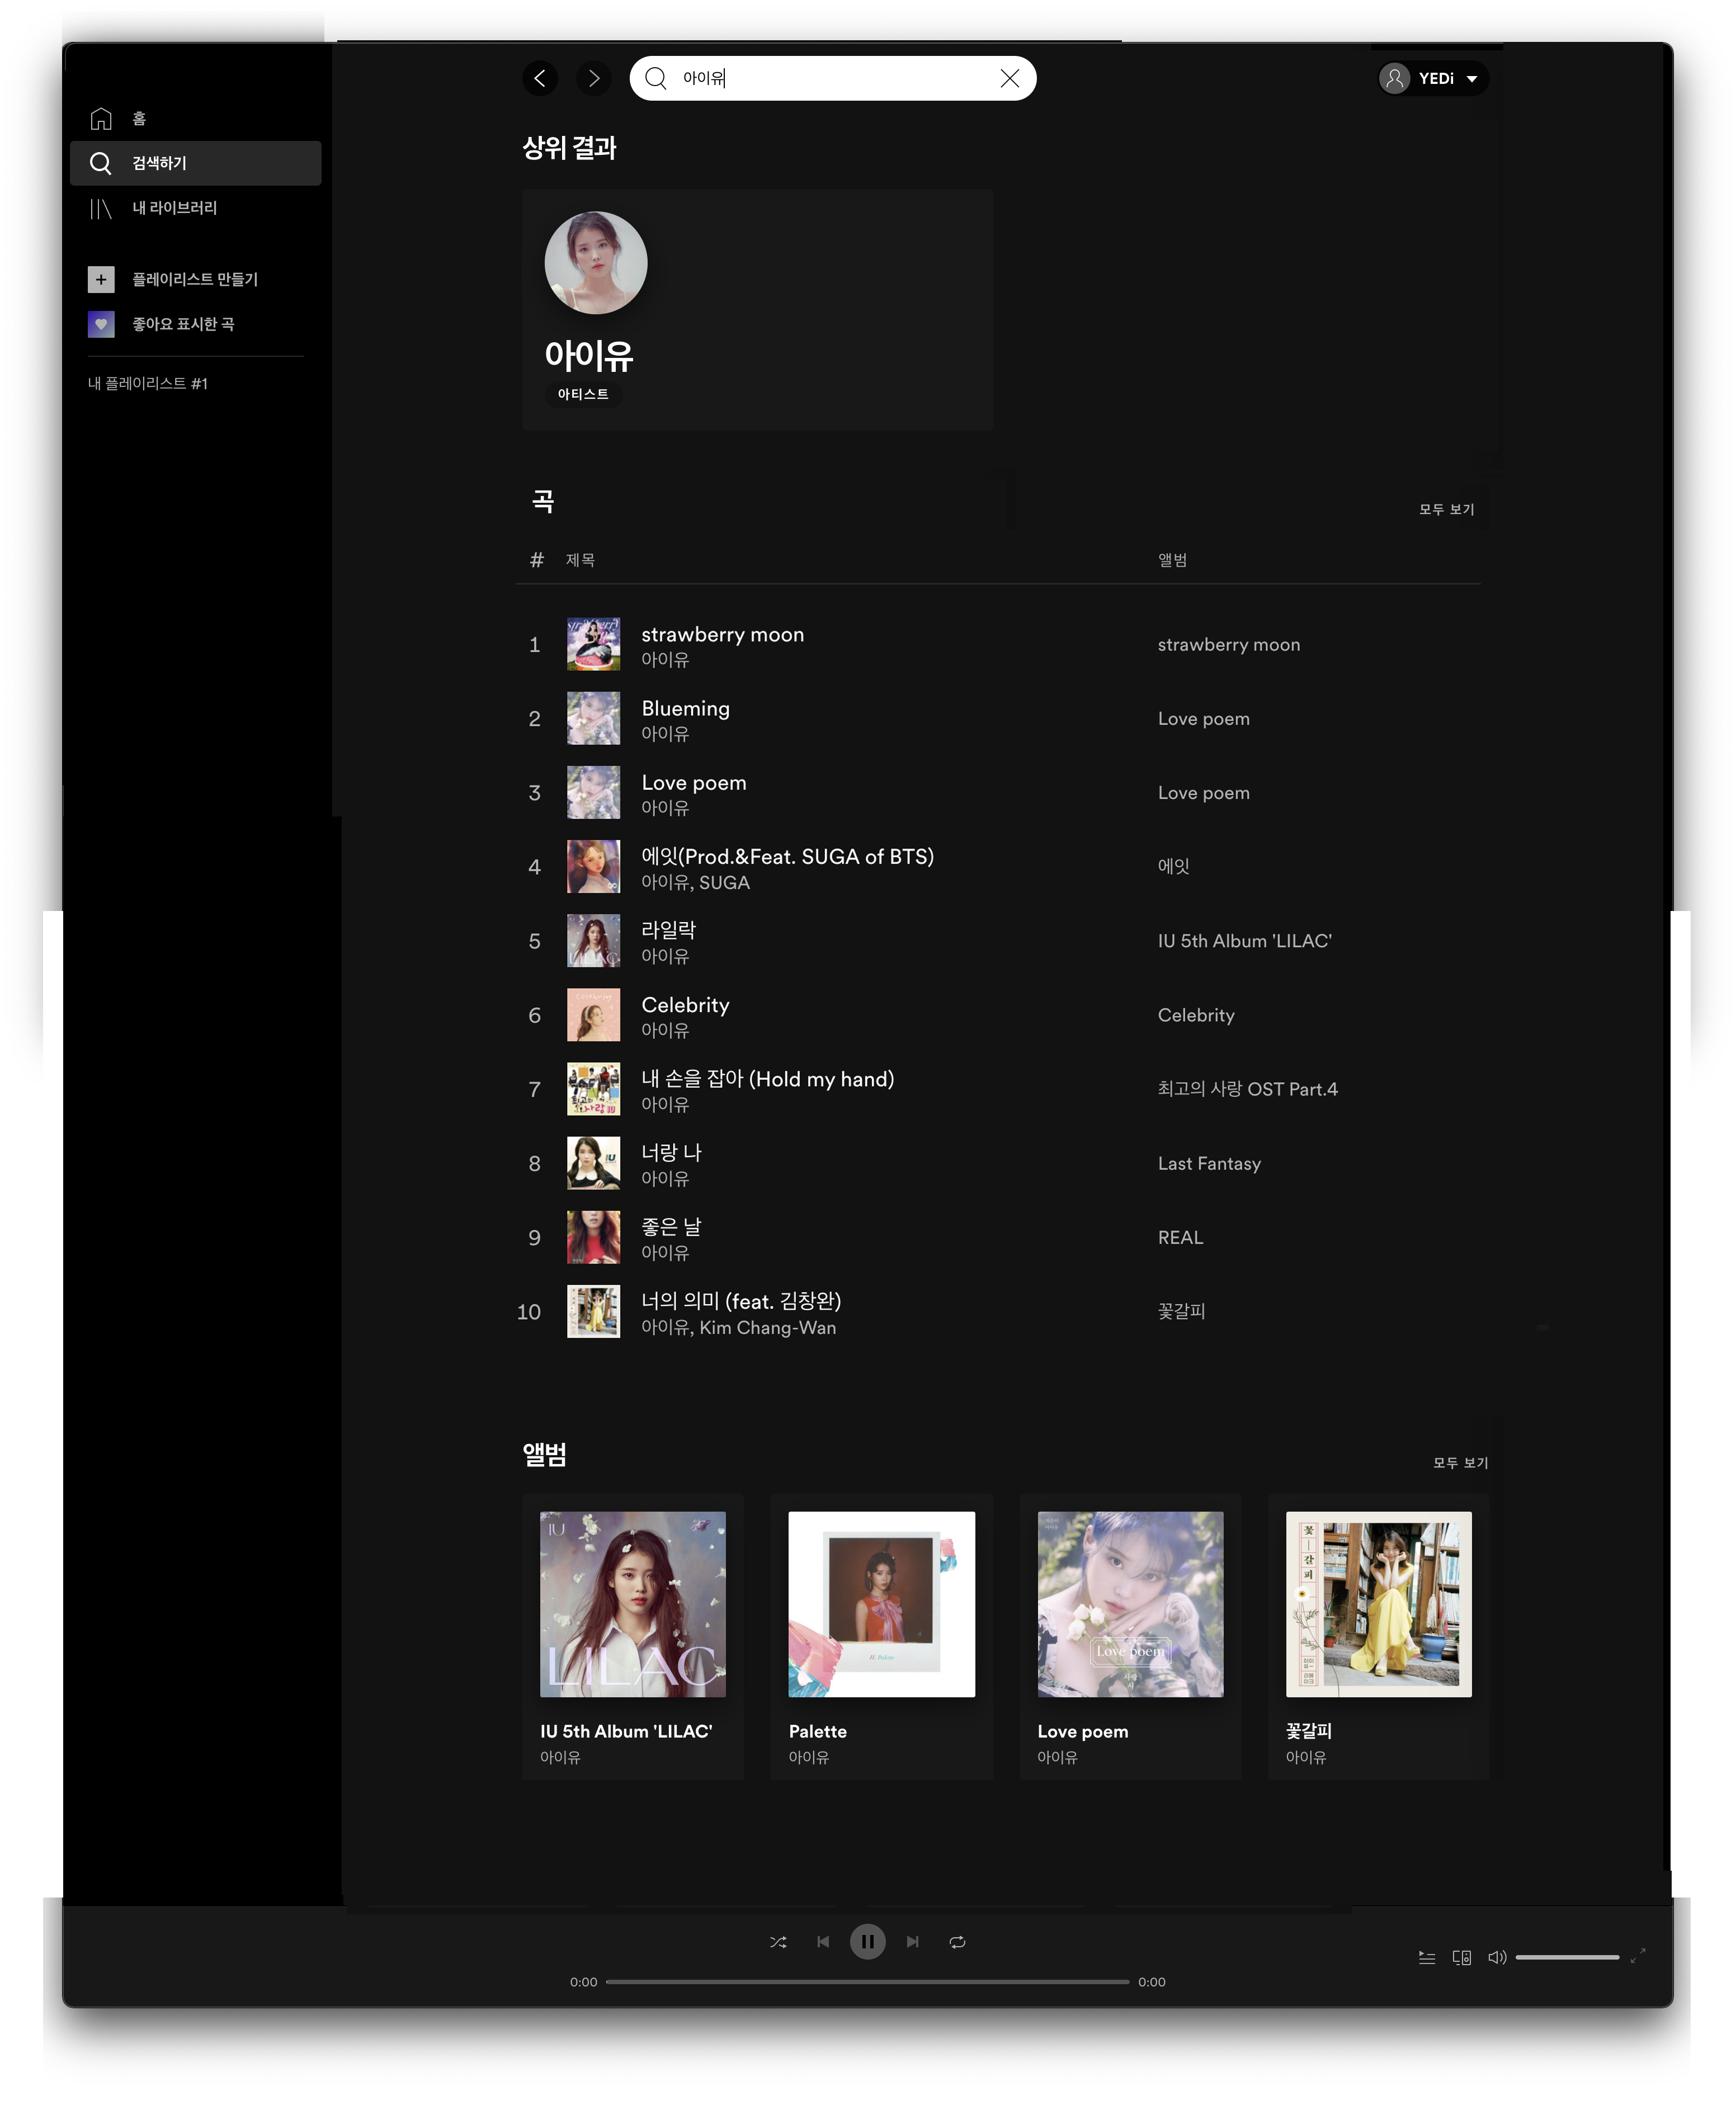 아이유
YEDi
홈
검색하기
내 라이브러리
플레이리스트 만들기
좋아요 표시한 곡
내 플레이리스트 #1
상위 결과
아이유
아티스트
곡
모두 보기
# 제목 앨범
1 strawberry moon strawberry moon
아이유
2 Blueming Love poem
아이유
3 Love poem Love poem
아이유
4 에잇(Prod.&Feat. SUGA of BTS) 에잇
아이유, SUGA
5 라일락 IU 5th Album 'LILAC'
아이유
6 Celebrity Celebrity
아이유
7 내 손을 잡아 (Hold my hand) 최고의 사랑 OST Part.4
아이유
8 너랑 나 Last Fantasy
아이유
9 좋은 날 REAL
아이유
10 너의 의미 (feat. 김창완) 꽃갈피
아이유, Kim Chang-Wan
앨범
모두 보기
IU
LILAC
IU 5th Album 'LILAC'
아이유
IU Palette
Palette
아이유
Love poem
Love poem
아이유
꽃갈피
꽃갈피
아이유
0:00 0:00